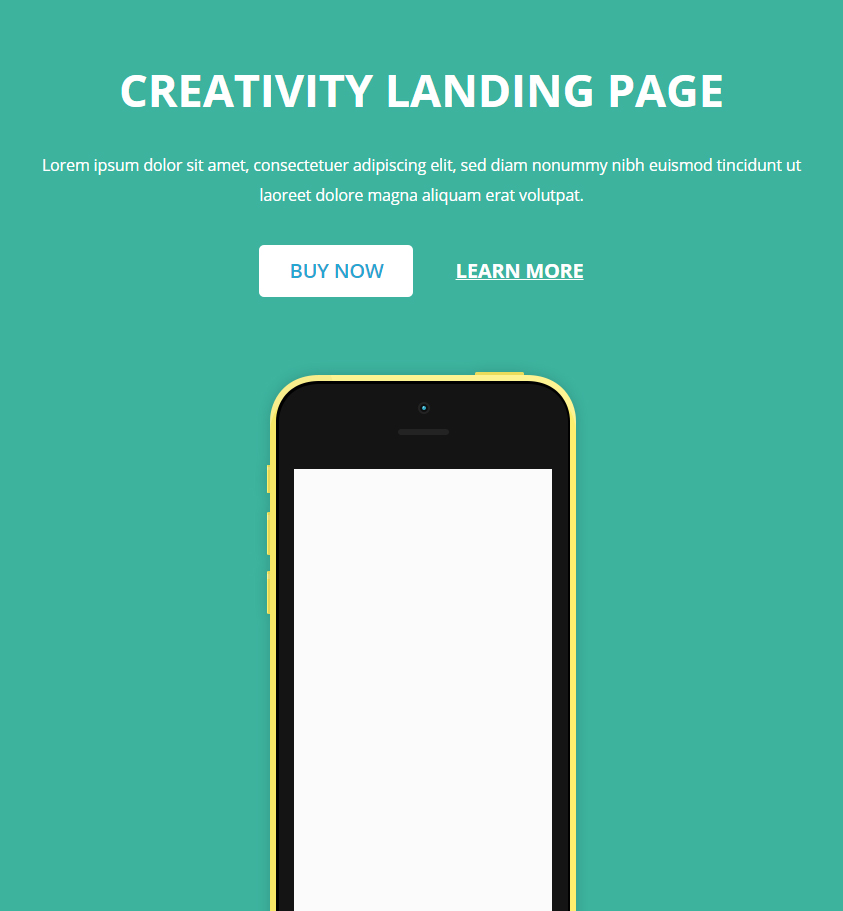 CREATIVITY LANDING PAGE
Lorem ipsum dolor sit amet, consectetuer adipiscing elit, sed diam nonummy nibh euismod tincidunt ut
laoreet dolore magna aliquam erat volutpat.
BUY NOW LEARN MORE